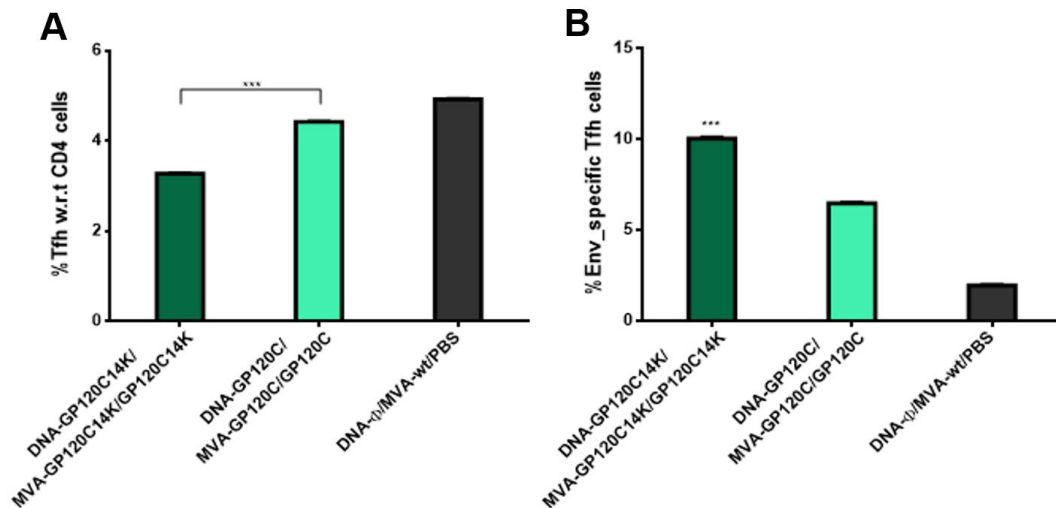 A
% Tfh w.r.t CD4 cells
6
4
2
0
***
DNA-GP120C14K/
MVA-GP120C14K/GP120C14K
DNA-GP120C/
MVA-GP120C/GP120C
DNA-ϕ/MVA-wt/PBS
B
% Env_specific Tfh cells
15
10
5
0
***
DNA-GP120C14K/
MVA-GP120C14K/GP120C14K
DNA-GP120C/
MVA-GP120C/GP120C
DNA-ϕ/MVA-wt/PBS